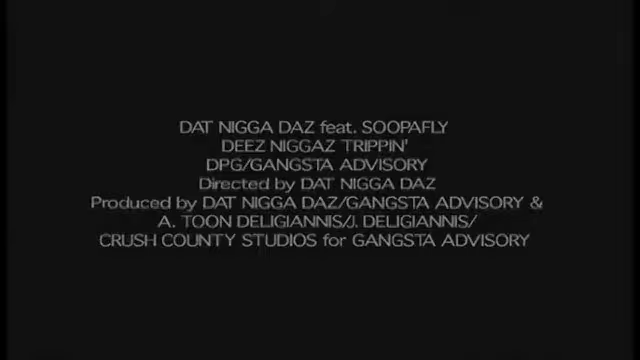 DAT NIGGA DAZ feat. SOOPAFLY
DEEZ NIGGAZ TRIPPIN'
DPG/GANGSTA ADVISORY
Directed by DAT NIGGA DAZ
Produced by DAT NIGGA DAZ/GANGSTA ADVISORY &
A. TOON DELIGIANNIS/J. DELIGIANNIS/
CRUSH COUNTY STUDIOS for GANGSTA ADVISORY